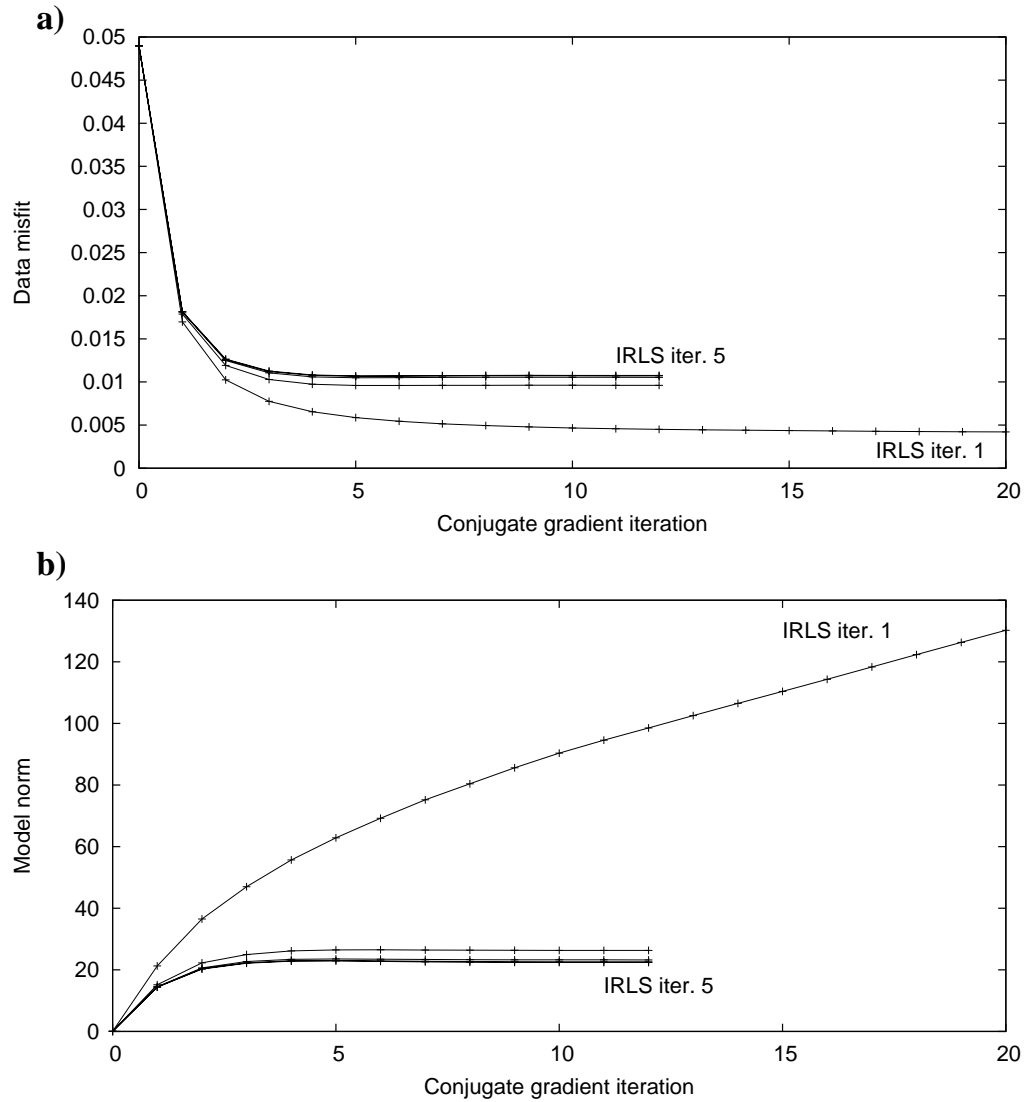 a)
0.05
0.045
0.04
0.035
0.03
0.025
0.02
0.015
0.01
0.005
0
Data misfit
IRLS iter. 5
IRLS iter. 1
0 5 10 15 20
Conjugate gradient iteration
b)
140
120
100
80
60
40
20
0
Model norm
IRLS iter. 1
IRLS iter. 5
0 5 10 15 20
Conjugate gradient iteration